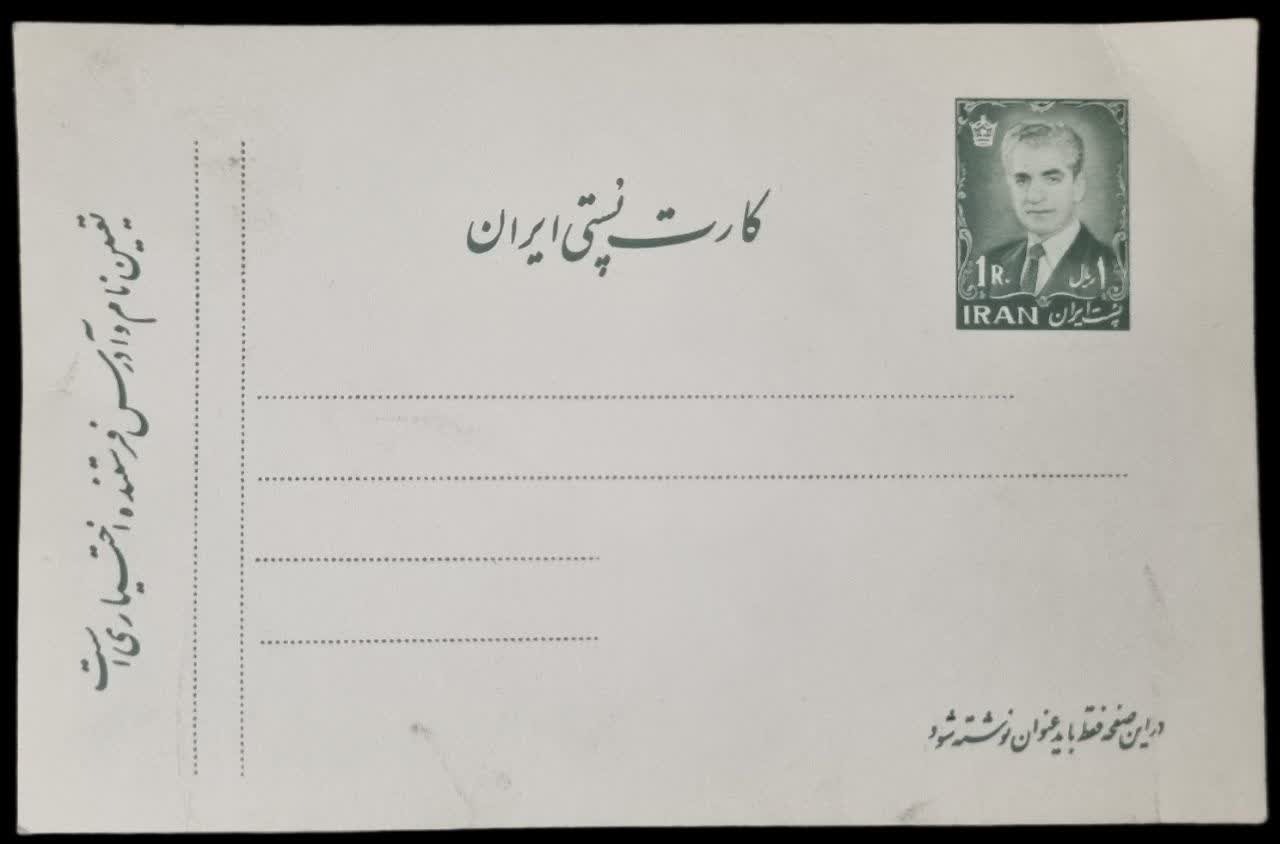 کارت پستی ایران
1 R. ۱ ریال
IRAN پست ایران
تعیین نام و آدرس فرستنده اختیاری است
در این صفحه فقط باید عنوان نوشته شود